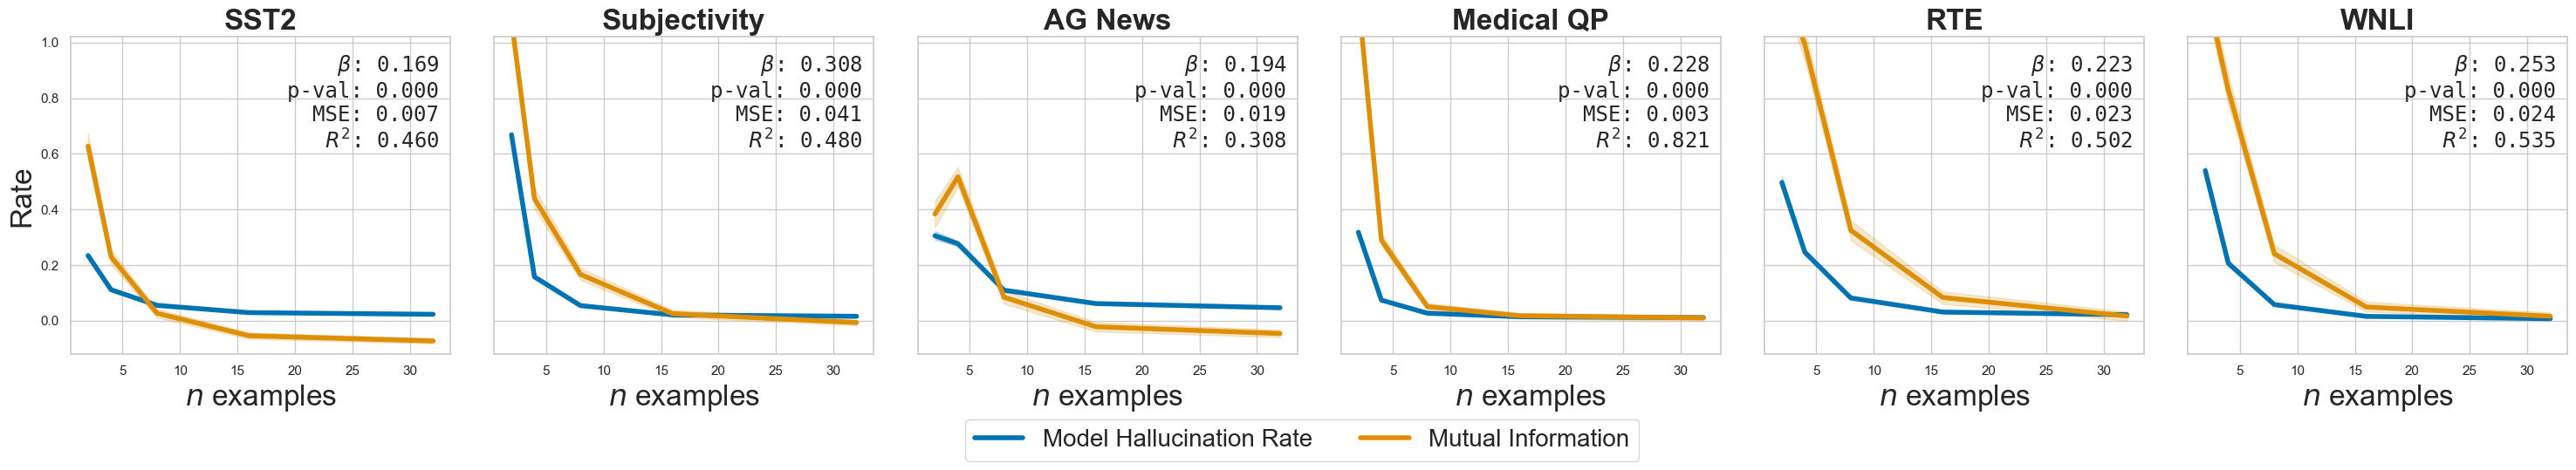 SST2
Subjectivity
AG News
Medical QP
RTE
WNLI
Rate
1.0
0.8
0.6
0.4
0.2
0.0
β: 0.169
p-val: 0.000
MSE: 0.007
R²: 0.460
5 10 15 20 25 30
n examples
β: 0.308
p-val: 0.000
MSE: 0.041
R²: 0.480
5 10 15 20 25 30
n examples
β: 0.194
p-val: 0.000
MSE: 0.019
R²: 0.308
5 10 15 20 25 30
n examples
β: 0.228
p-val: 0.000
MSE: 0.003
R²: 0.821
5 10 15 20 25 30
n examples
β: 0.223
p-val: 0.000
MSE: 0.023
R²: 0.502
5 10 15 20 25 30
n examples
β: 0.253
p-val: 0.000
MSE: 0.024
R²: 0.535
5 10 15 20 25 30
n examples
Model Hallucination Rate
Mutual Information